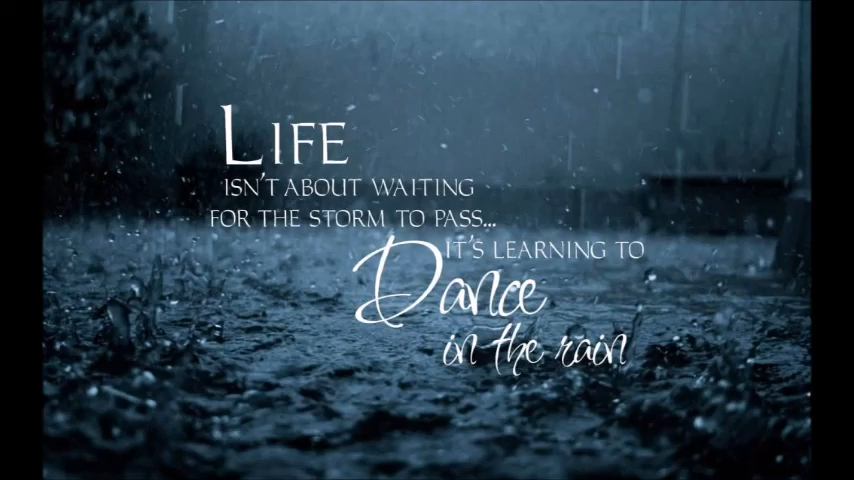 LIFE
ISN'T ABOUT WAITING
FOR THE STORM TO PASS...
IT'S LEARNING TO
Dance
in the rain